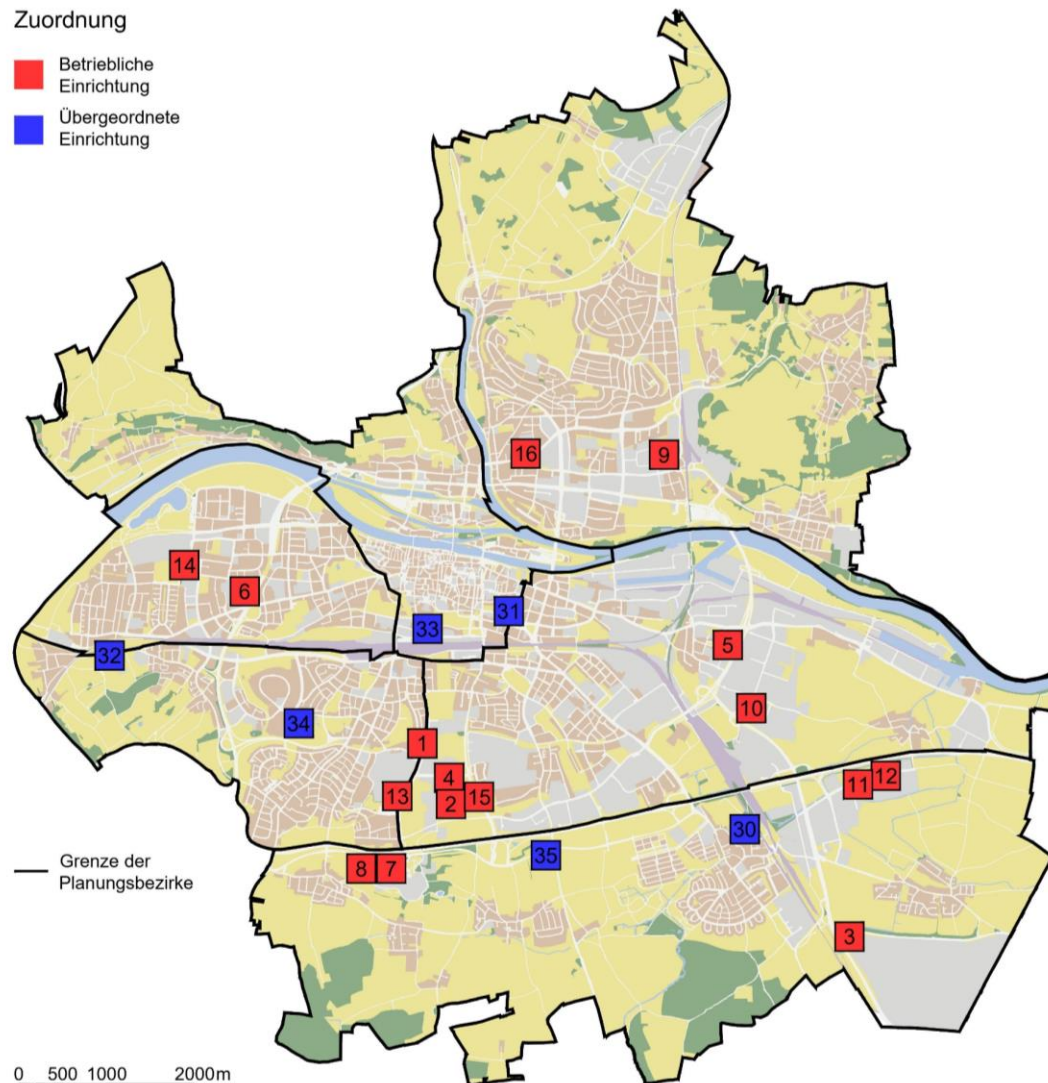 Zuordnung
Betriebliche
Einrichtung
Übergeordnete
Einrichtung
16
9
14
6
31
33
5
32
10
34
1
4
12
11
13
2
15
30
35
8
7
3
Grenze der
Planungsbezirke
0 500 1000 2000m